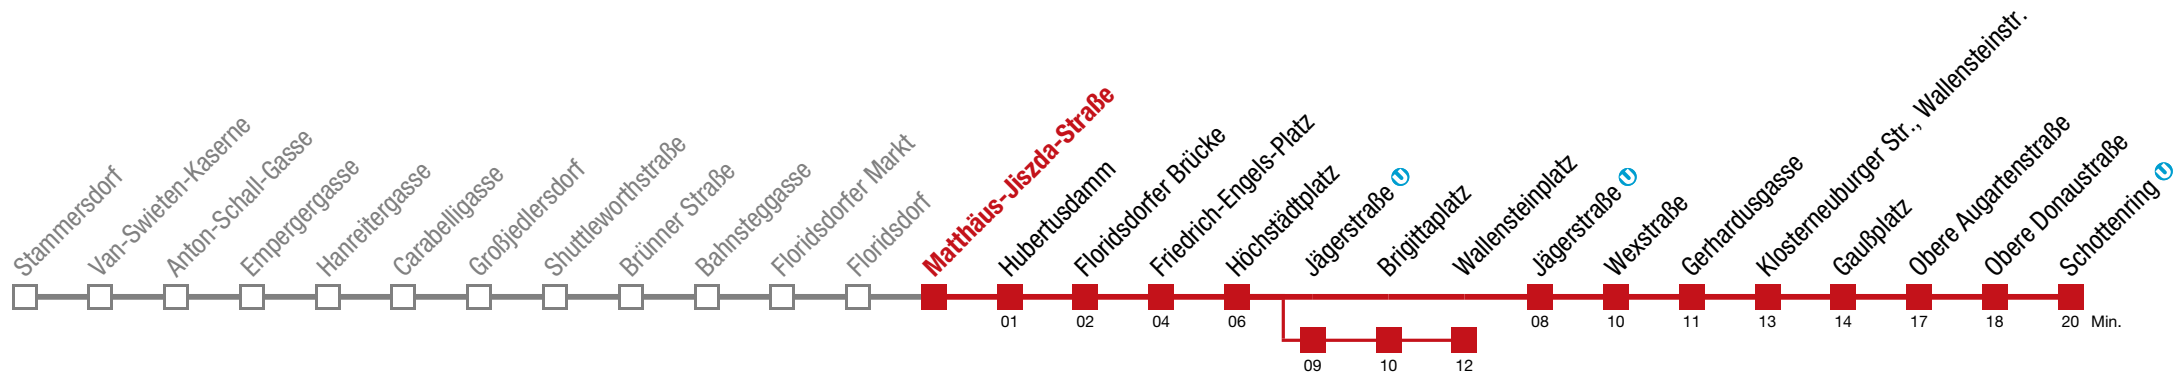 Stammersdorf
Van-Swieten-Kaserne
Anton-Schall-Gasse
Empergergasse
Hanreitergasse
Carabelligasse
Großjedlersdorf
Shuttleworthstraße
Brünner Straße
Bahnsteggasse
Floridsdorfer Markt
Floridsdorf
Matthäus-Jiszda-Straße
Hubertusdamm
Floridsdorfer Brücke
Friedrich-Engels-Platz
Höchstädtplatz
Jägerstraße U
Brigittaplatz
Wallensteinplatz
Jägerstraße U
Wexstraße
Gerhardusgasse
Klosterneuburger Str., Wallensteinstr.
Gaußplatz
Obere Augartenstraße
Obere Donaustraße
Schottenring U
01 02 04 06 08 10 11 13 14 17 18 20 Min.
09 10 12